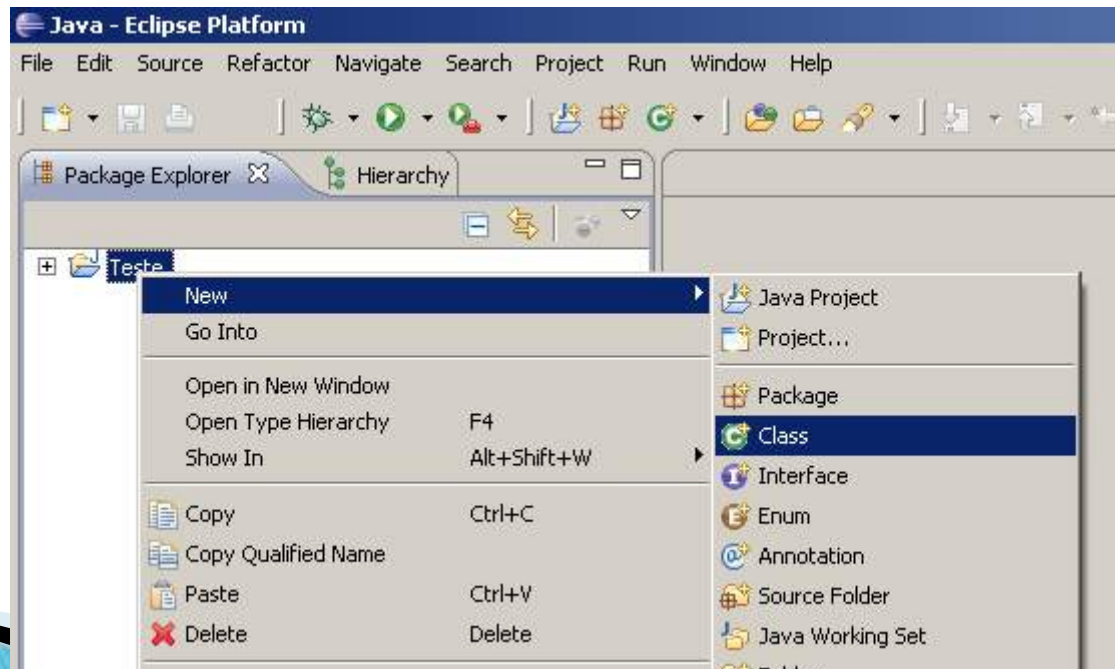 Java - Eclipse Platform
File Edit Source Refactor Navigate Search Project Run Window Help
Package Explorer Hierarchy
Teste
New
Go Into
Open in New Window
Open Type Hierarchy F4
Show In Alt+Shift+W
Copy Ctrl+C
Copy Qualified Name
Paste Ctrl+V
Delete Delete
Java Project
Project...
Package
Class
Interface
Enum
Annotation
Source Folder
Java Working Set